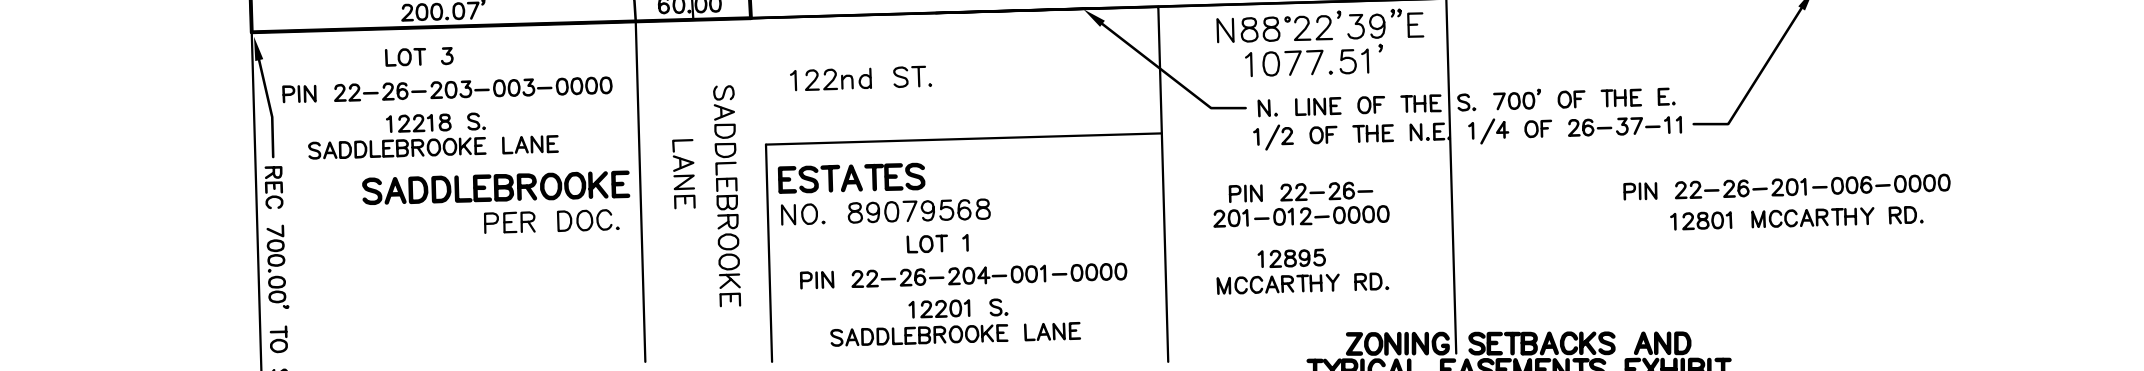 200.07'
60.00
LOT 3
PIN 22-26-203-003-0000
12218 S.
SADDLEBROOKE LANE
SADDLEBROOKE
PER DOC.
REC 700.00' TO
SADDLEBROOKE
LANE
122nd ST.
ESTATES
NO. 89079568
LOT 1
PIN 22-26-204-001-0000
12201 S.
SADDLEBROOKE LANE
N88°22'39"E
1077.51'
N. LINE OF THE S. 700' OF THE E.
1/2 OF THE N.E. 1/4 OF 26-37-11
PIN 22-26-
201-012-0000
12895
MCCARTHY RD.
PIN 22-26-201-006-0000
12801 MCCARTHY RD.
ZONING SETBACKS AND
TYPICAL EASEMENTS EXHIBIT